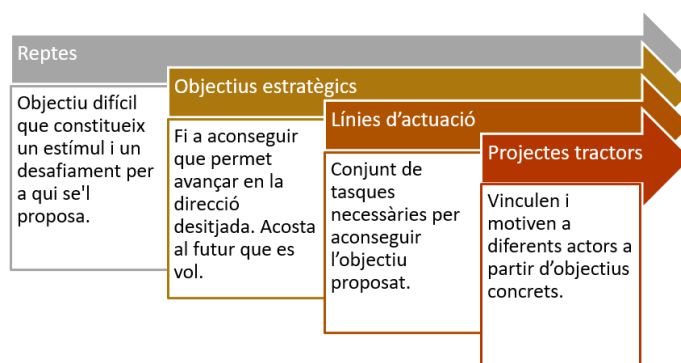 Reptes
Objectiu difícil
que constitueix
un estímul i un
desafiament per
a qui se'l
proposa.
Objectius estratègics
Fi a aconseguir
que permet
avançar en la
direcció
desitjada. Acosta
al futur que es
vol.
Línies d’actuació
Conjunt de
tasques
necessàries per
aconseguir
l’objectiu
proposat.
Projectes tractors
Vinculen i
motiven a
diferents actors a
partir d’objectius
concrets.